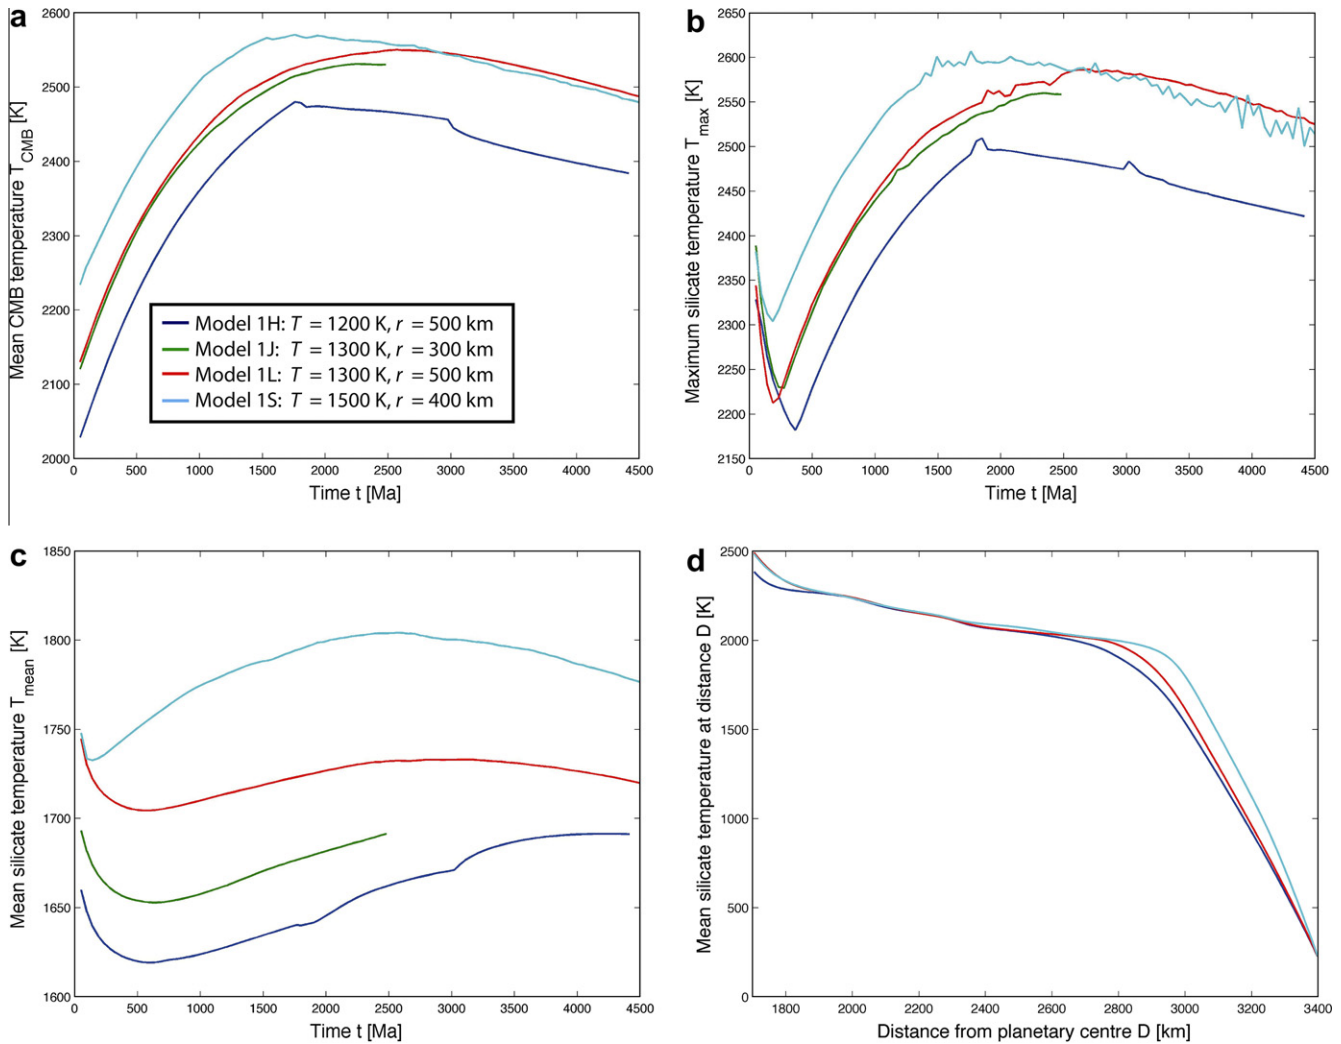 a
Mean CMB temperature T_CMB [K]
2600
2500
2400
2300
2200
2100
2000
Model 1H: T = 1200 K, r = 500 km
Model 1J: T = 1300 K, r = 300 km
Model 1L: T = 1300 K, r = 500 km
Model 1S: T = 1500 K, r = 400 km
0 500 1000 1500 2000 2500 3000 3500 4000 4500
Time t [Ma]
b
Maximum silicate temperature T_max [K]
2650
2600
2550
2500
2450
2400
2350
2300
2250
2200
2150
0 500 1000 1500 2000 2500 3000 3500 4000 4500
Time t [Ma]
c
Mean silicate temperature T_mean [K]
1850
1800
1750
1700
1650
1600
0 500 1000 1500 2000 2500 3000 3500 4000 4500
Time t [Ma]
d
Mean silicate temperature at distance D [K]
2500
2000
1500
1000
500
0
1800 2000 2200 2400 2600 2800 3000 3200 3400
Distance from planetary centre D [km]